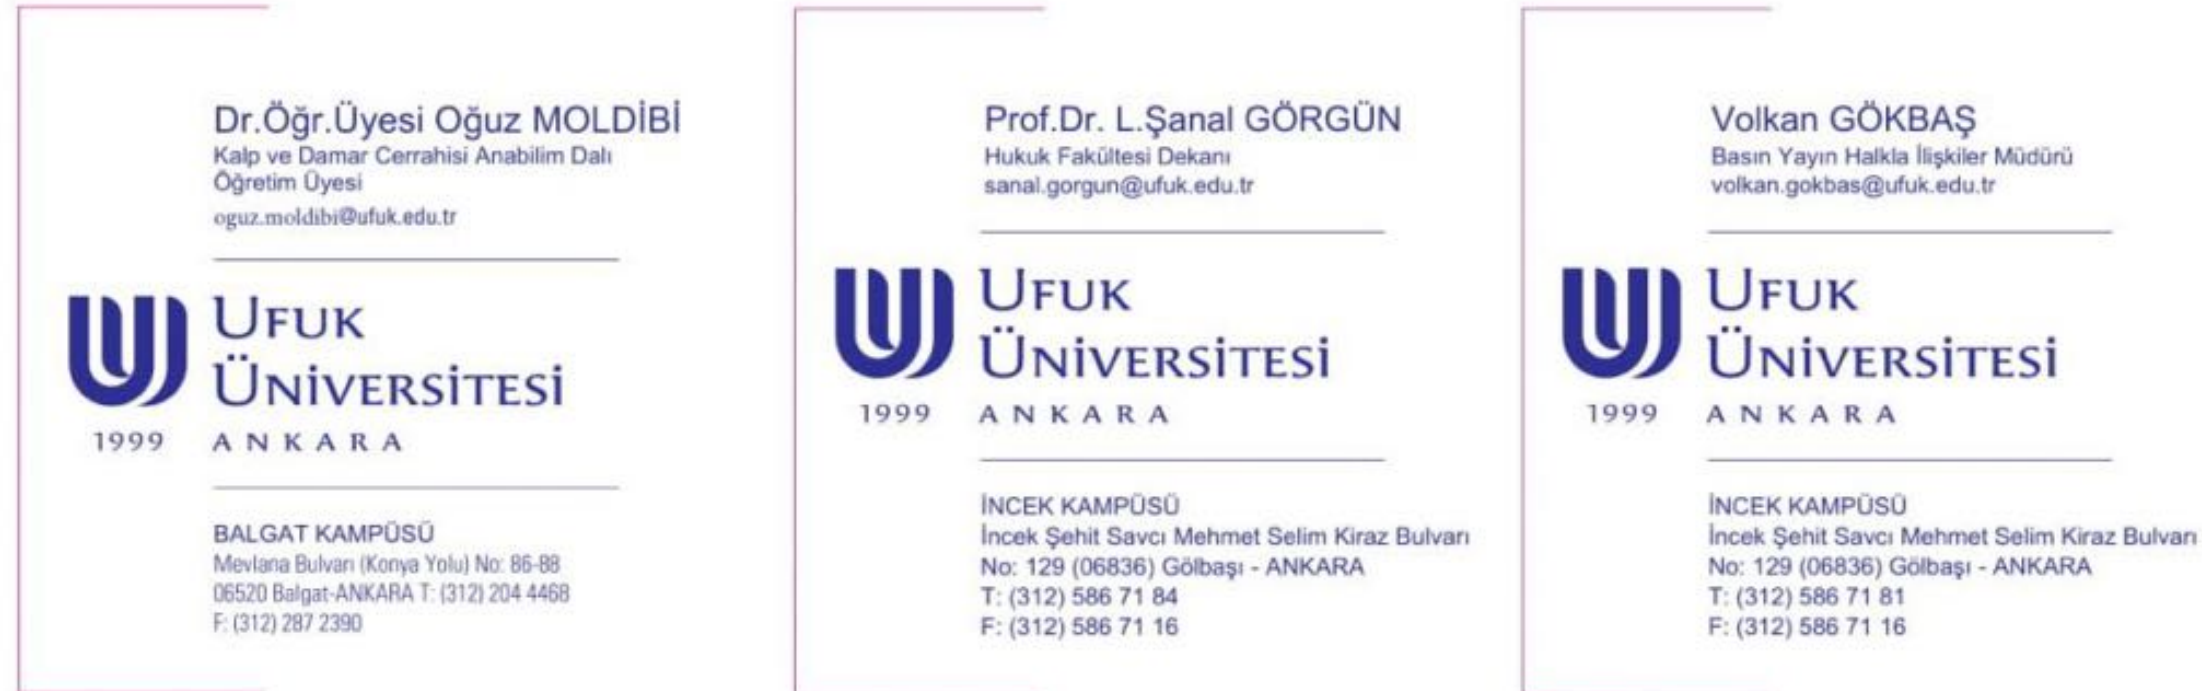 Dr.Öğr.Üyesi Oğuz MOLDİBİ
Kalp ve Damar Cerrahisi Anabilim Dalı
Öğretim Üyesi
oguz.moldibi@ufuk.edu.tr
UFUK
ÜNİVERSİTESİ
1999
ANKARA
BALGAT KAMPÜSÜ
Mevlana Bulvarı (Konya Yolu) No: 86-88
06520 Balgat-ANKARA T: (312) 204 4468
F: (312) 287 2390
Prof.Dr. L.Şanal GÖRGÜN
Hukuk Fakültesi Dekanı
sanal.gorgun@ufuk.edu.tr
UFUK
ÜNİVERSİTESİ
1999
ANKARA
İNCEK KAMPÜSÜ
İncek Şehit Savcı Mehmet Selim Kiraz Bulvarı
No: 129 (06836) Gölbaşı - ANKARA
T: (312) 586 71 84
F: (312) 586 71 16
Volkan GÖKBAŞ
Basın Yayın Halkla İlişkiler Müdürü
volkan.gokbas@ufuk.edu.tr
UFUK
ÜNİVERSİTESİ
1999
ANKARA
İNCEK KAMPÜSÜ
İncek Şehit Savcı Mehmet Selim Kiraz Bulvarı
No: 129 (06836) Gölbaşı - ANKARA
T: (312) 586 71 81
F: (312) 586 71 16